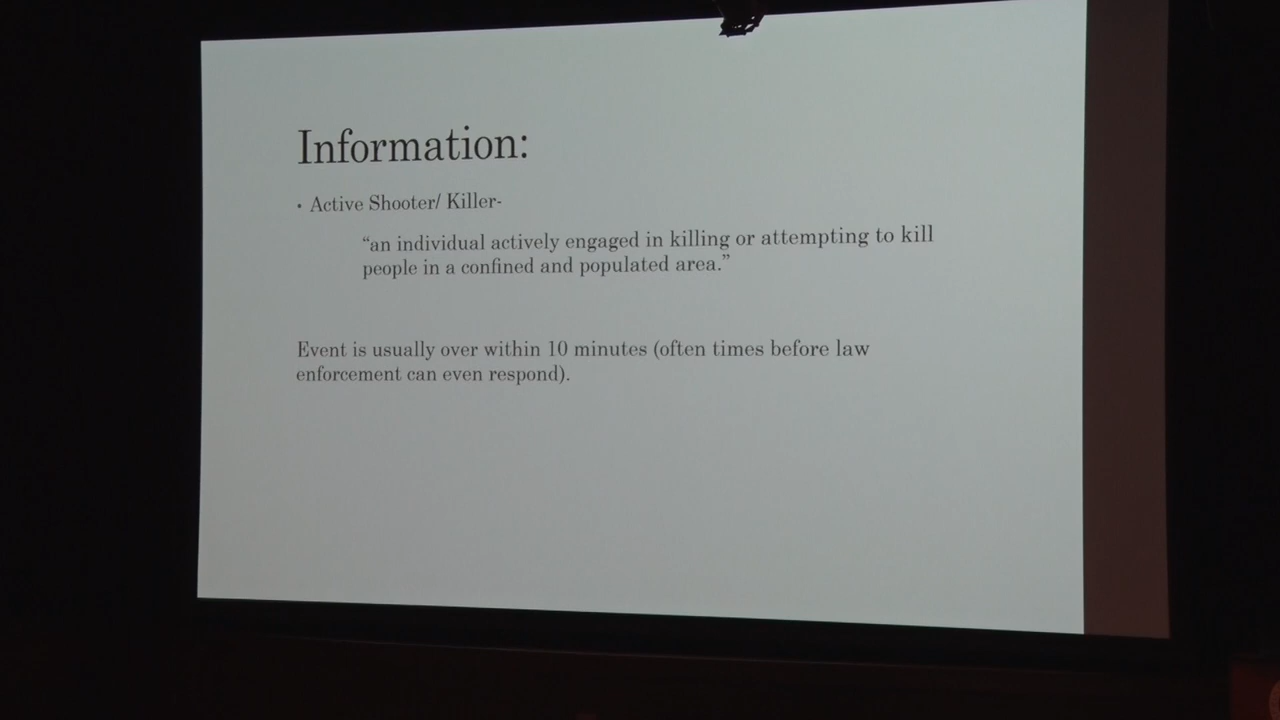 Information:
• Active Shooter/ Killer-
“an individual actively engaged in killing or attempting to kill
people in a confined and populated area.”
Event is usually over within 10 minutes (often times before law
enforcement can even respond).